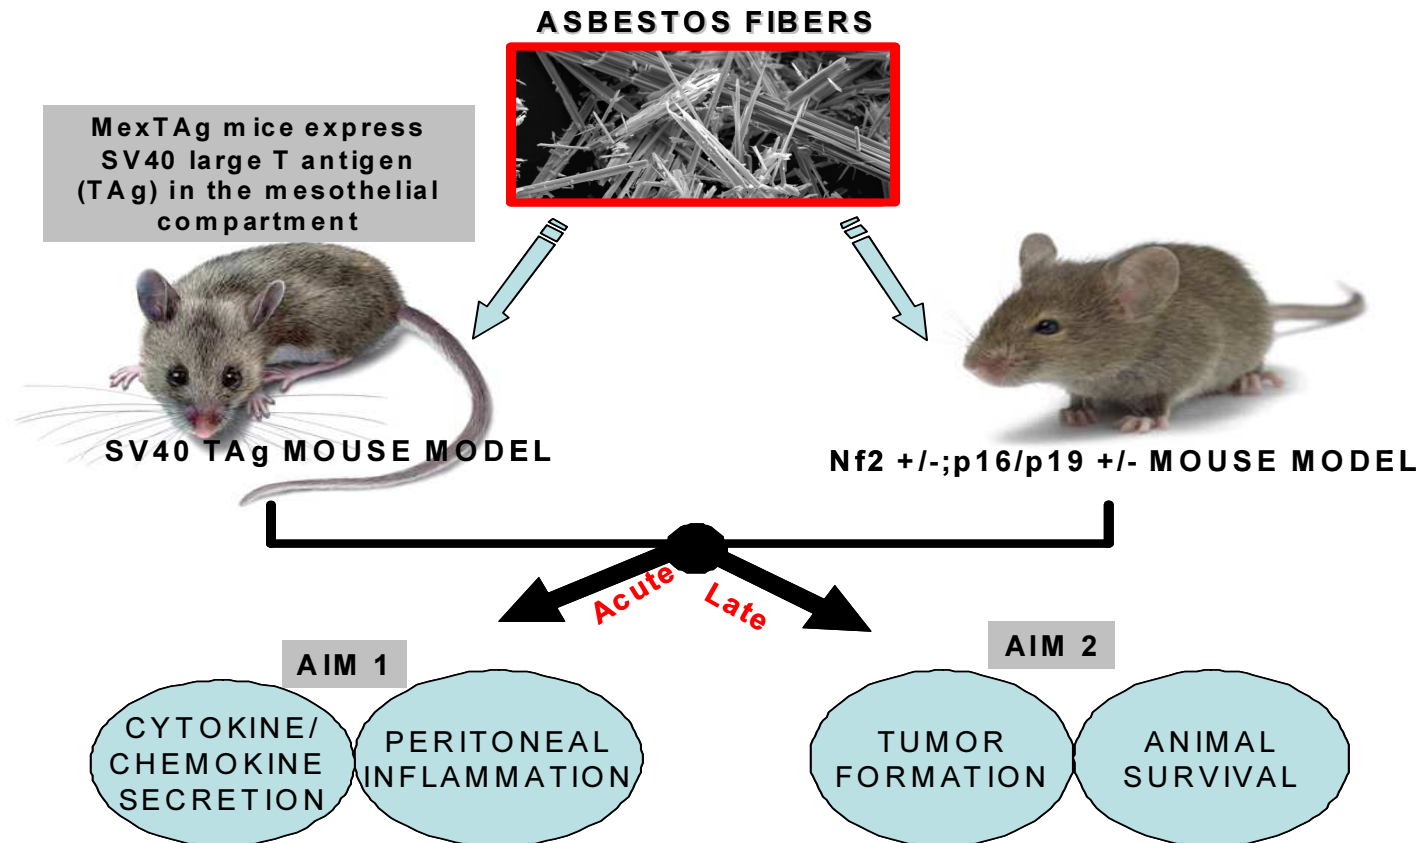 ASBESTOS FIBERS
MexTAg mice express
SV40 large T antigen
(TAg) in the mesothelial
compartment
SV40 TAg MOUSE MODEL
Nf2 +/-;p16/p19 +/- MOUSE MODEL
Acute
Late
AIM 1
AIM 2
CYTOKINE/
CHEMOKINE
SECRETION
PERITONEAL
INFLAMMATION
TUMOR
FORMATION
ANIMAL
SURVIVAL